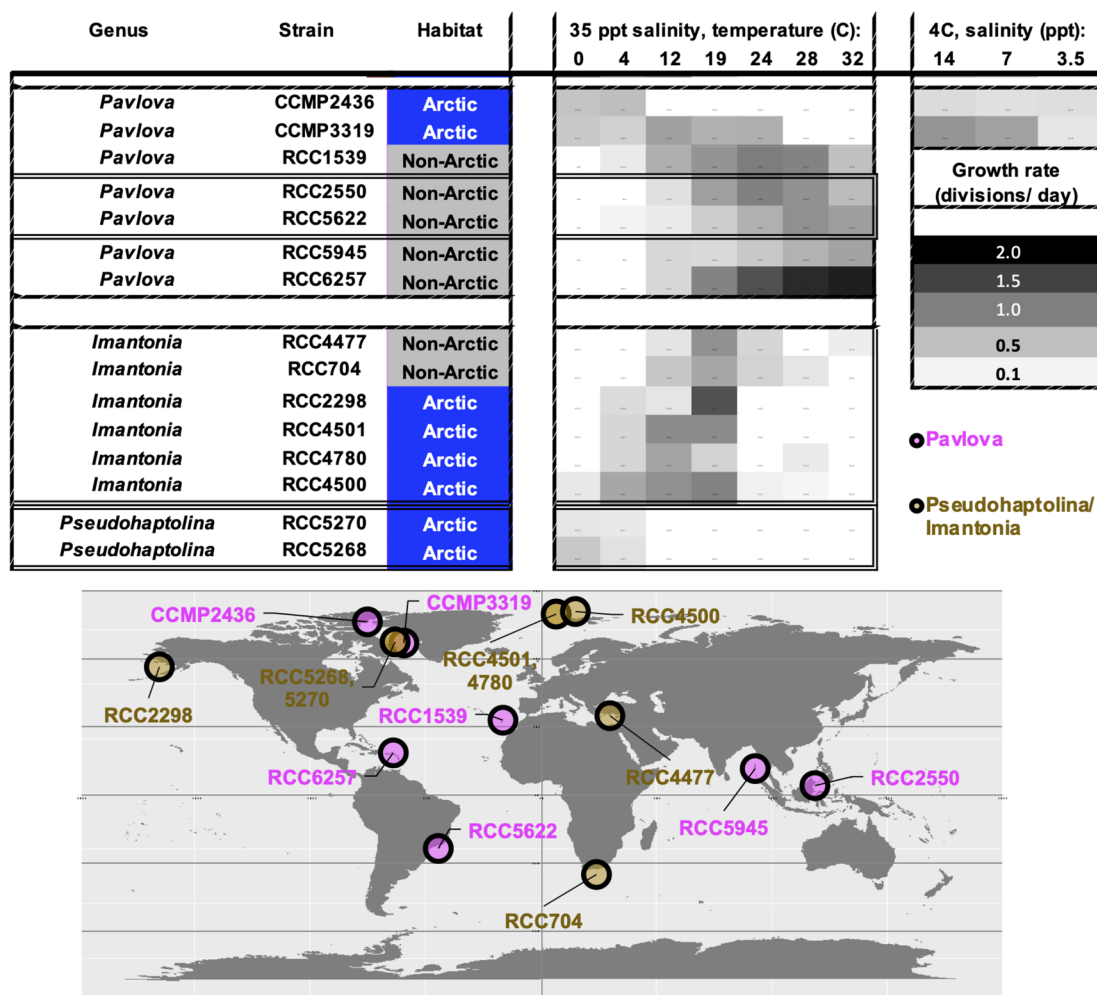 Genus Strain Habitat 35 ppt salinity, temperature (C): 4C, salinity (ppt):
0 4 12 19 24 28 32 14 7 3.5
Pavlova CCMP2436 Arctic
Pavlova CCMP3319 Arctic
Pavlova RCC1539 Non-Arctic
Pavlova RCC2550 Non-Arctic
Pavlova RCC5622 Non-Arctic
Pavlova RCC5945 Non-Arctic
Pavlova RCC6257 Non-Arctic
Growth rate
(divisions/ day)
2.0
1.5
1.0
0.5
0.1
Imantonia RCC4477 Non-Arctic
Imantonia RCC704 Non-Arctic
Imantonia RCC2298 Arctic
Imantonia RCC4501 Arctic
Imantonia RCC4780 Arctic
Imantonia RCC4500 Arctic
Pseudohaptolina RCC5270 Arctic
Pseudohaptolina RCC5268 Arctic
Pavlova
Pseudohaptolina/
Imantonia
CCMP2436
CCMP3319
RCC4500
RCC5268,
5270
RCC4501,
4780
RCC2298
RCC1539
RCC6257
RCC4477
RCC2550
RCC5945
RCC5622
RCC704